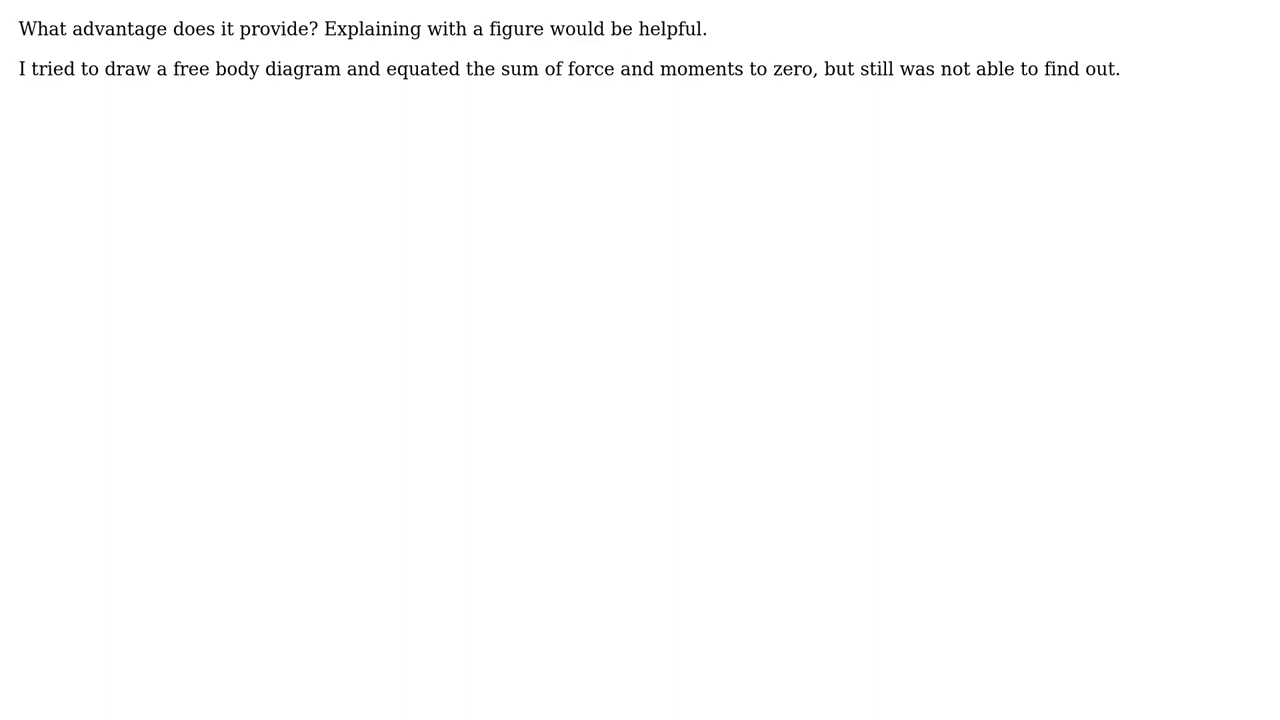 What advantage does it provide? Explaining with a figure would be helpful.
I tried to draw a free body diagram and equated the sum of force and moments to zero, but still was not able to find out.